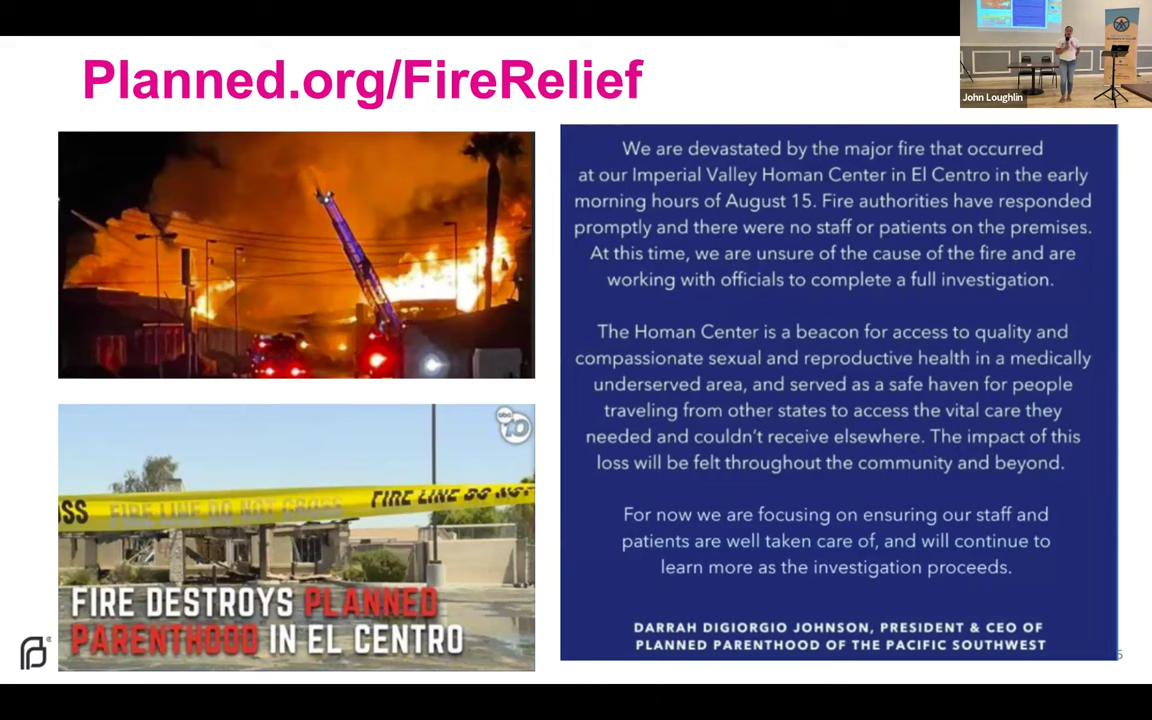 Planned.org/FireRelief
John Loughlin
We are devastated by the major fire that occurred
at our Imperial Valley Homan Center in El Centro in the early
morning hours of August 15. Fire authorities have responded
promptly and there were no staff or patients on the premises.
At this time, we are unsure of the cause of the fire and are
working with officials to complete a full investigation.
The Homan Center is a beacon for access to quality and
compassionate sexual and reproductive health in a medically
underserved area, and served as a safe haven for people
traveling from other states to access the vital care they
needed and couldn't receive elsewhere. The impact of this
loss will be felt throughout the community and beyond.
For now we are focusing on ensuring our staff and
patients are well taken care of, and will continue to
learn more as the investigation proceeds.
DARRAH DIGIORGIO JOHNSON, PRESIDENT & CEO OF
PLANNED PARENTHOOD OF THE PACIFIC SOUTHWEST
abc
10
OSS FIRE LINE DO NOT CROSS FIRE LINE DO NOT
FIRE DESTROYS PLANNED
PARENTHOOD IN EL CENTRO
5